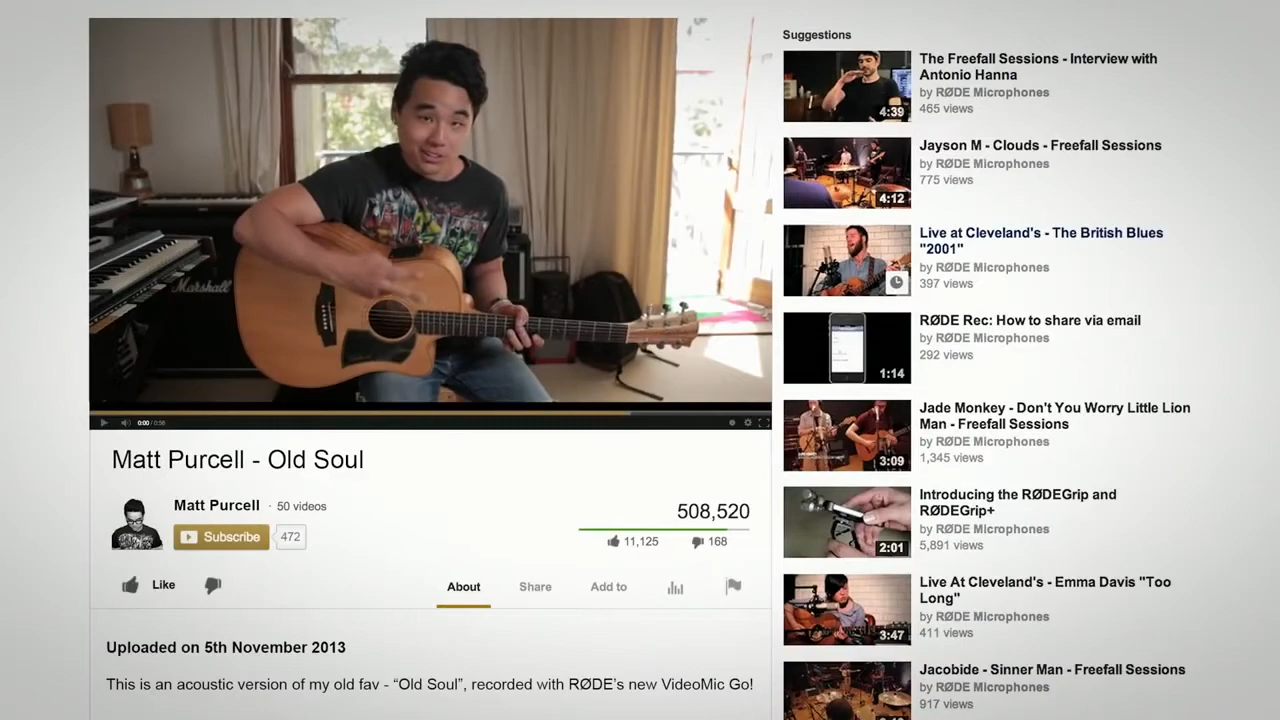 Suggestions
The Freefall Sessions - Interview with
Antonio Hanna
by RØDE Microphones
465 views
4:39
Jayson M - Clouds - Freefall Sessions
by RØDE Microphones
775 views
4:12
Live at Cleveland's - The British Blues
"2001"
by RØDE Microphones
397 views
RØDE Rec: How to share via email
by RØDE Microphones
292 views
1:14
Jade Monkey - Don't You Worry Little Lion
Man - Freefall Sessions
by RØDE Microphones
1,345 views
3:09
Introducing the RØDEGrip and
RØDEGrip+
by RØDE Microphones
5,891 views
2:01
Live At Cleveland's - Emma Davis "Too
Long"
by RØDE Microphones
411 views
3:47
Jacobide - Sinner Man - Freefall Sessions
by RØDE Microphones
917 views
Marshall
0:00 / 0:58
Matt Purcell - Old Soul
Matt Purcell · 50 videos
Subscribe 472
508,520
11,125 168
Like
About Share Add to
Uploaded on 5th November 2013
This is an acoustic version of my old fav - “Old Soul”, recorded with RØDE’s new VideoMic Go!